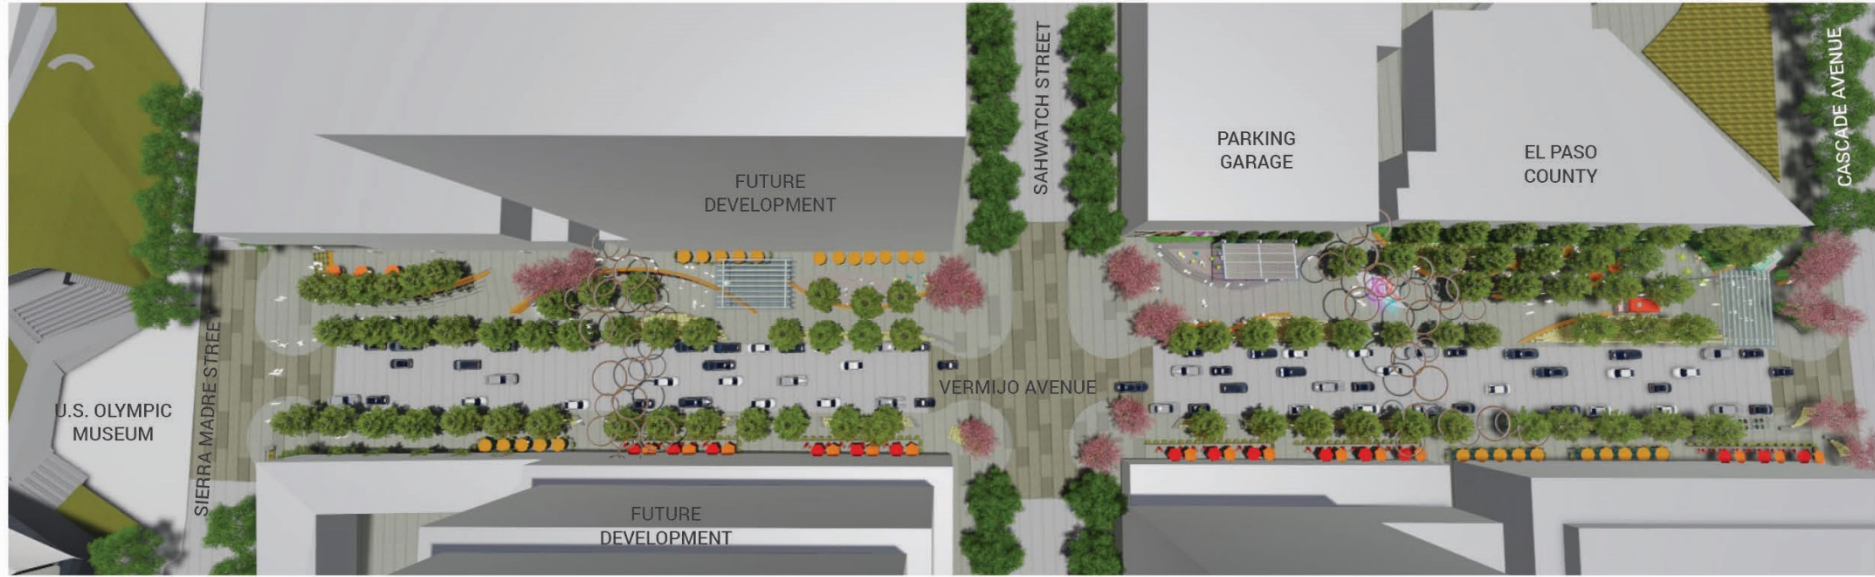 U.S. OLYMPIC
MUSEUM
SIERRA MADRE STREE
FUTURE
DEVELOPMENT
FUTURE
DEVELOPMENT
SAHWATCH STREET
VERMIJO AVENUE
PARKING
GARAGE
EL PASO
COUNTY
CASCADE AVENUE